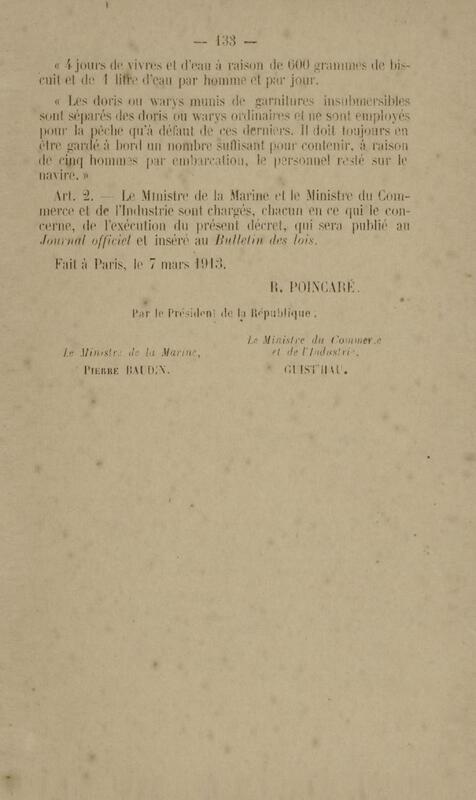 — 133 —
« 4 jours de vivres et d'eau à raison de 600 grammes de bis-
cuit et de 1 litre d'eau par homme et par jour.
« Les doris ou warys munis de garnitures insubmersibles
sont séparés des doris ou warys ordinaires et ne sont employés
pour la pêche qu'à défaut de ces derniers. Il doit toujours en
être gardé à bord un nombre suffisant pour contenir, à raison
de cinq hommes par embarcation, le personnel resté sur le
navire. »
Art. 2. — Le Ministre de la Marine et le Ministre du Com-
merce et de l'Industrie sont chargés, chacun en ce qui le con-
cerne, de l'exécution du présent décret, qui sera publié au
Journal officiel et inséré au Bulletin des lois.
Fait à Paris, le 7 mars 1913.
R. POINCARÉ.
Par le Président de la République :
Le Ministre de la Marine,
PIERRE BAUDIN.
Le Ministre du Commerce
et de l'Industrie,
GUIST'HAU.